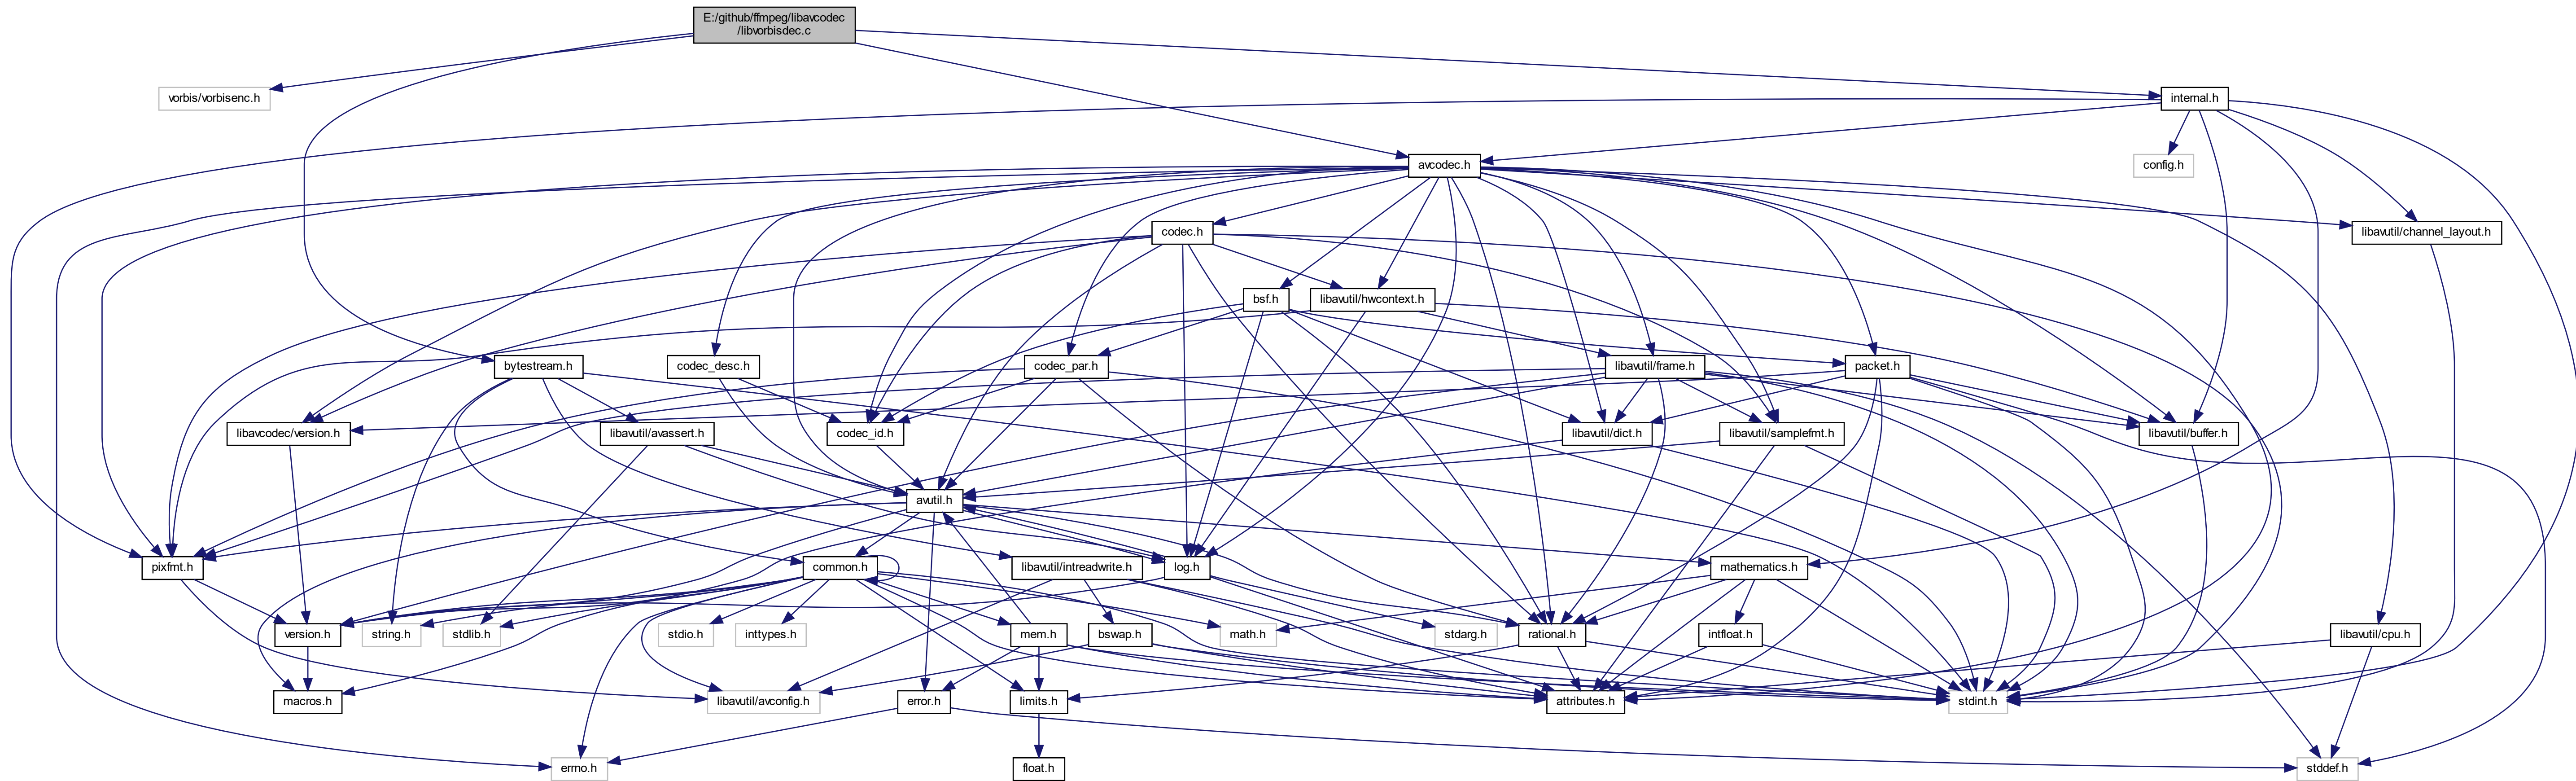 E:/github/ffmpeg/libavcodec
/libvorbisdec.c
vorbis/vorbisenc.h
internal.h
avcodec.h
config.h
codec.h
libavutil/channel_layout.h
bsf.h
libavutil/hwcontext.h
bytestream.h
codec_desc.h
codec_par.h
libavutil/frame.h
packet.h
libavcodec/version.h
libavutil/avassert.h
codec_id.h
libavutil/dict.h
libavutil/samplefmt.h
libavutil/buffer.h
avutil.h
pixfmt.h
common.h
libavutil/intreadwrite.h
log.h
mathematics.h
version.h
string.h
stdlib.h
stdio.h
inttypes.h
mem.h
bswap.h
math.h
stdarg.h
rational.h
intfloat.h
libavutil/cpu.h
macros.h
libavutil/avconfig.h
error.h
limits.h
attributes.h
stdint.h
errno.h
float.h
stddef.h